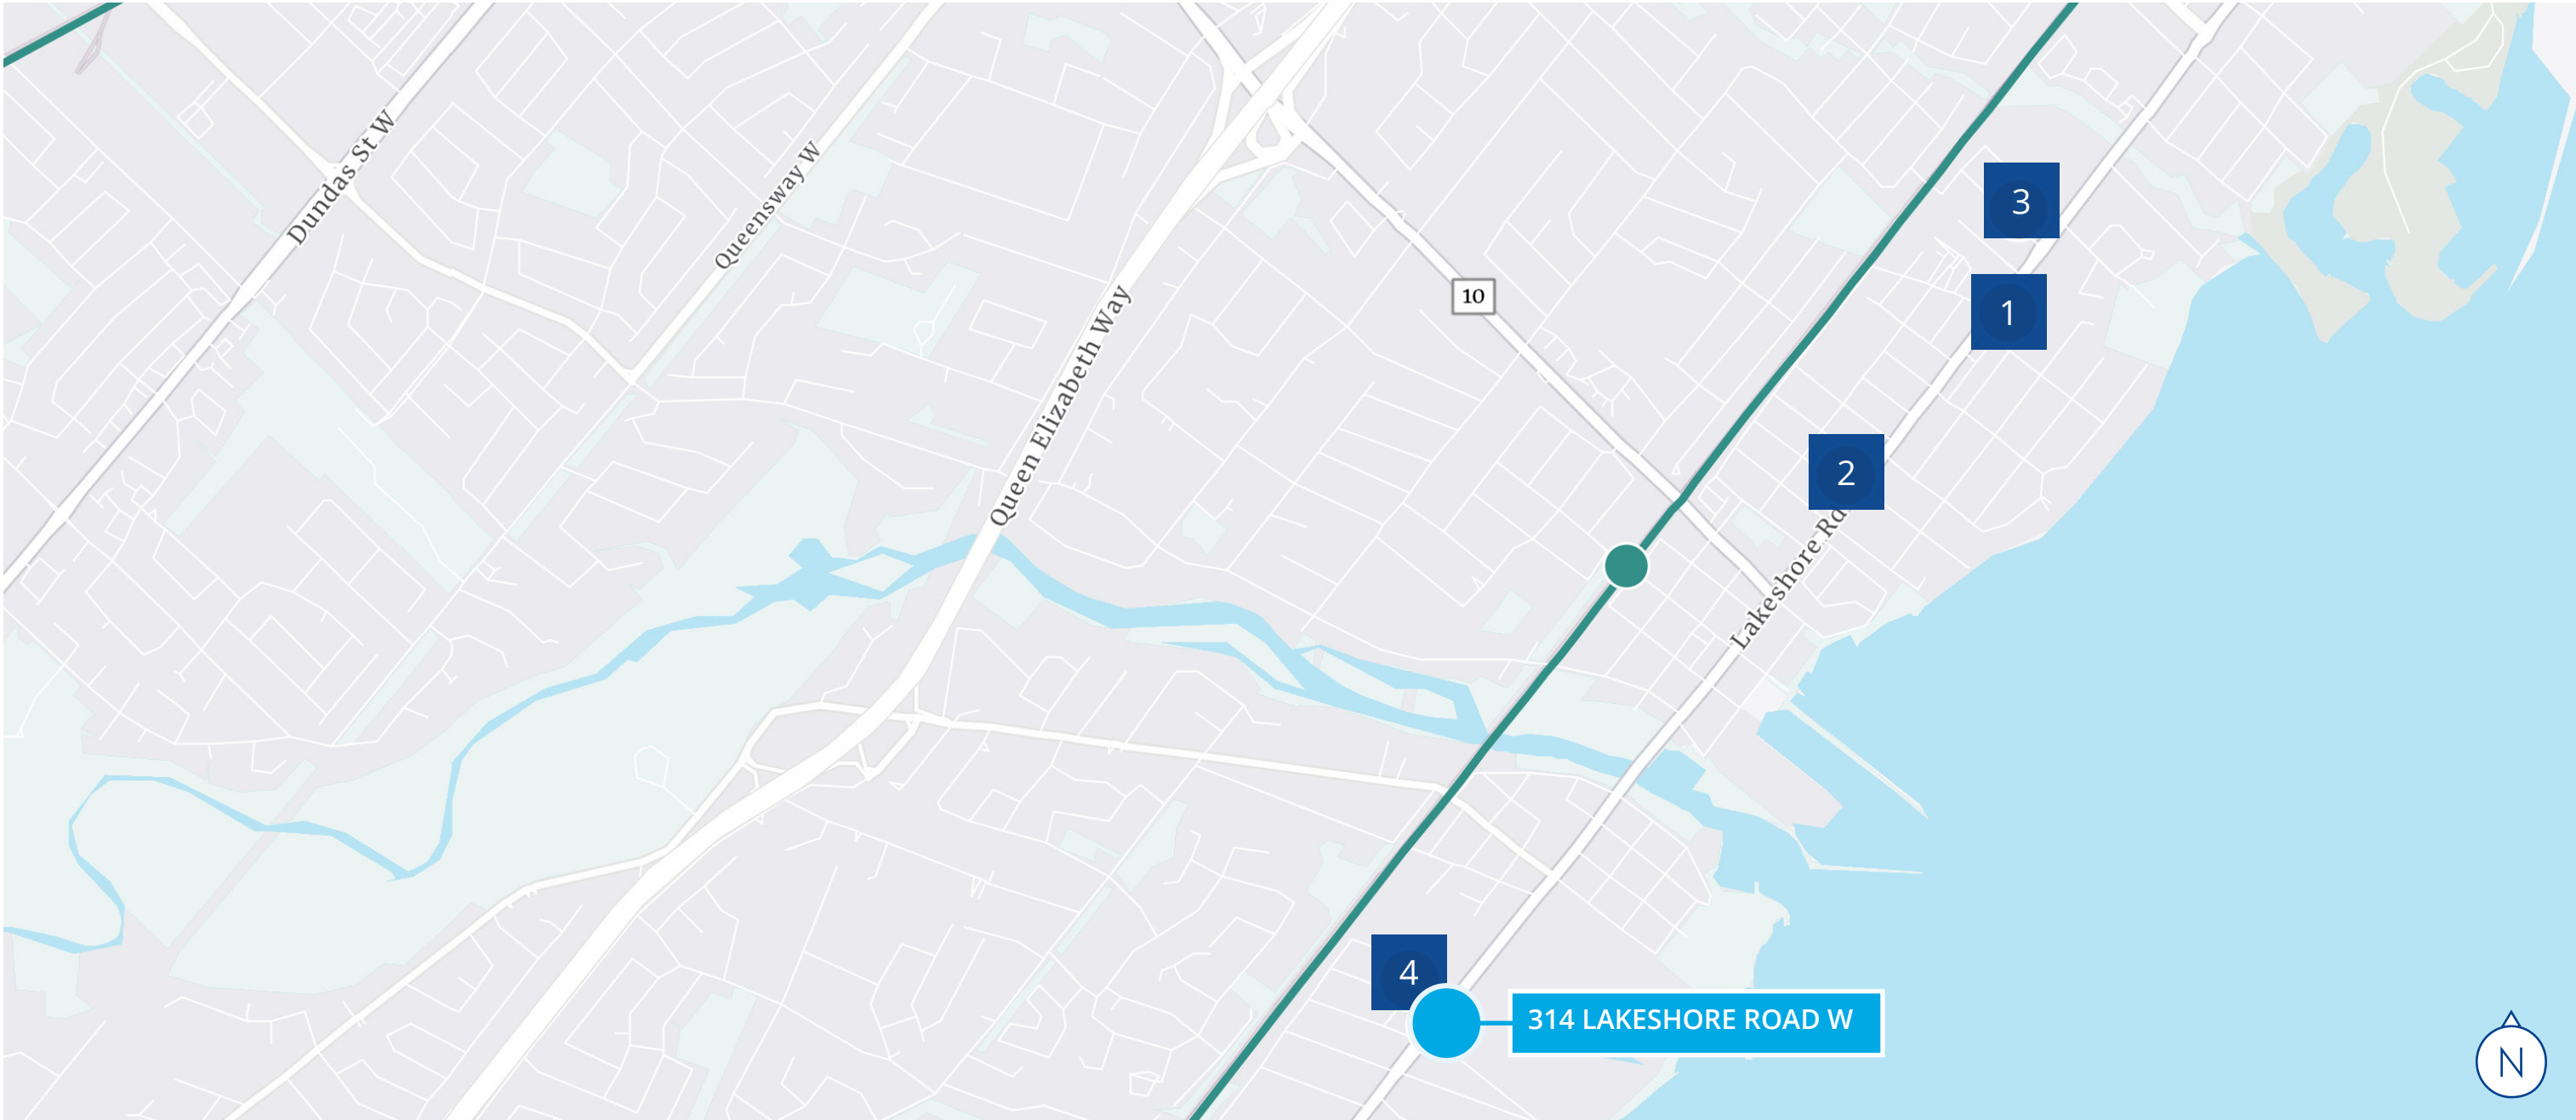 Dundas St W
Queensway W
3
Queen Elizabeth Way
10
1
2
Lakeshore Rd
4
314 LAKESHORE ROAD W
N